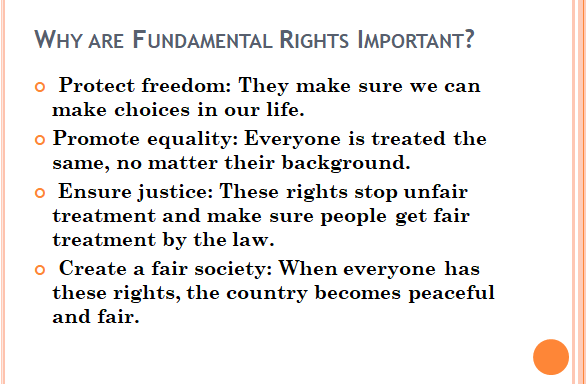 WHY ARE FUNDAMENTAL RIGHTS IMPORTANT?
Protect freedom: They make sure we can
make choices in our life.
Promote equality: Everyone is treated the
same, no matter their background.
Ensure justice: These rights stop unfair
treatment and make sure people get fair
treatment by the law.
Create a fair society: When everyone has
these rights, the country becomes peaceful
and fair.